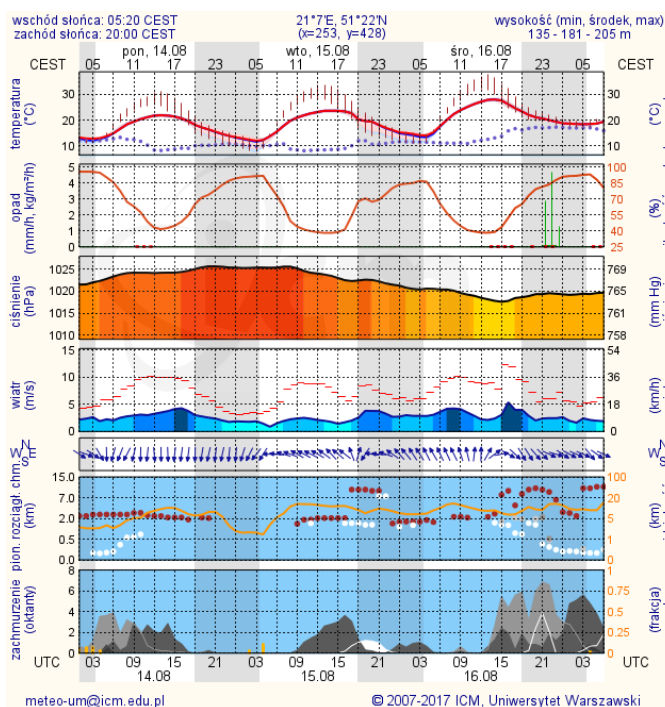 wschód słońca: 05:20 CEST
zachód słońca: 20:00 CEST
21°7'E, 51°22'N
(x=253, y=428)
wysokość (min, środek, max)
135 - 181 - 205 m
pon, 14.08 wto, 15.08 śro, 16.08
CEST 05 11 17 23 05 11 17 23 05 11 17 23 05 CEST
temperatura
(°C)
30
20
10
30
20
10
(°C)
opad
(mm/h, kg/m²/h)
5
4
3
2
1
0
100
85
70
55
40
25
(%)
ciśnienie
(hPa)
1025
1020
1015
1010
769
765
761
758
(mm Hg)
wiatr
(m/s)
15
10
5
0
54
36
18
0
(km/h)
N
W E
S
N
W
S
pion. rozciągł. chm.
(km)
15.0
7.0
2.0
0.5
0.0
100
20
5
1
0
(km)
zachmurzenie
(oktanty)
8
6
4
2
0
1
0.75
0.5
0.25
0
(frakcja)
UTC 03 09 15 21 03 09 15 21 03 09 15 21 03 UTC
14.08 15.08 16.08
meteo-um@icm.edu.pl
© 2007-2017 ICM, Uniwersytet Warszawski